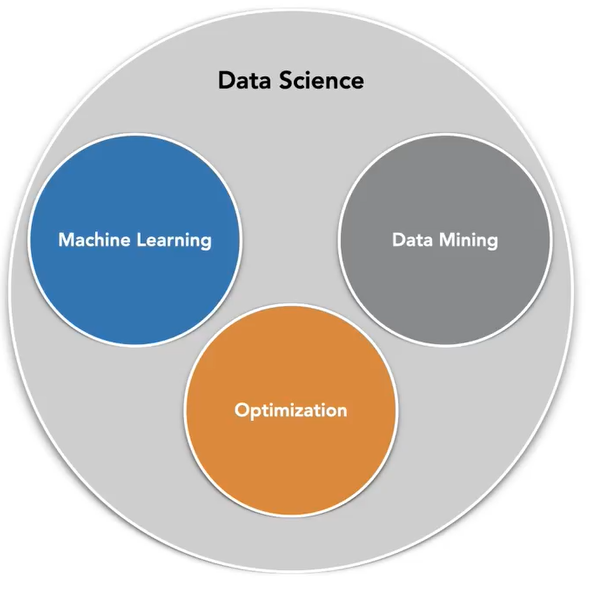 Data Science
Machine Learning
Data Mining
Optimization